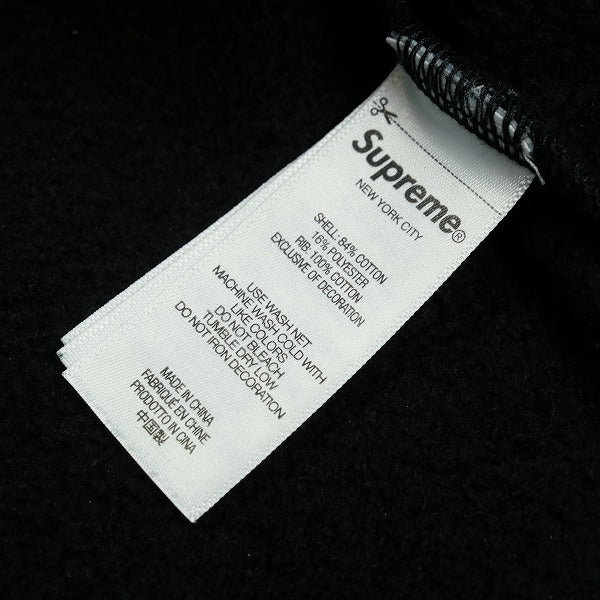 Supreme®
NEW YORK CITY
SHELL: 84% COTTON
16% POLYESTER
RIB: 100% COTTON
EXCLUSIVE OF DECORATION
USE WASH NET
MACHINE WASH COLD WITH
LIKE COLORS
DO NOT BLEACH
TUMBLE DRY LOW
DO NOT IRON DECORATION
MADE IN CHINA
FABRIQUÉ EN CHINE
PRODOTTO IN CINA
中国製